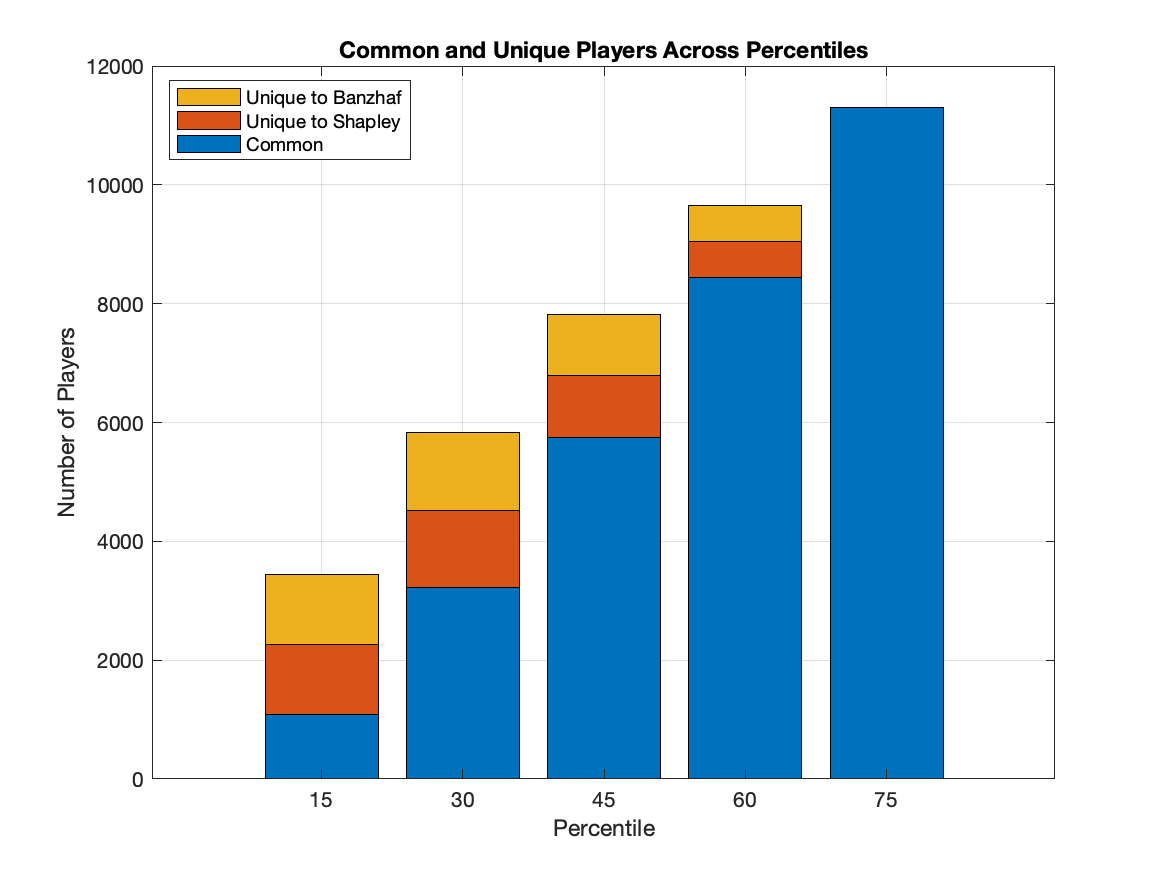 Common and Unique Players Across Percentiles
12000
10000
8000
6000
4000
2000
0
Number of Players
Unique to Banzhaf
Unique to Shapley
Common
15 30 45 60 75
Percentile